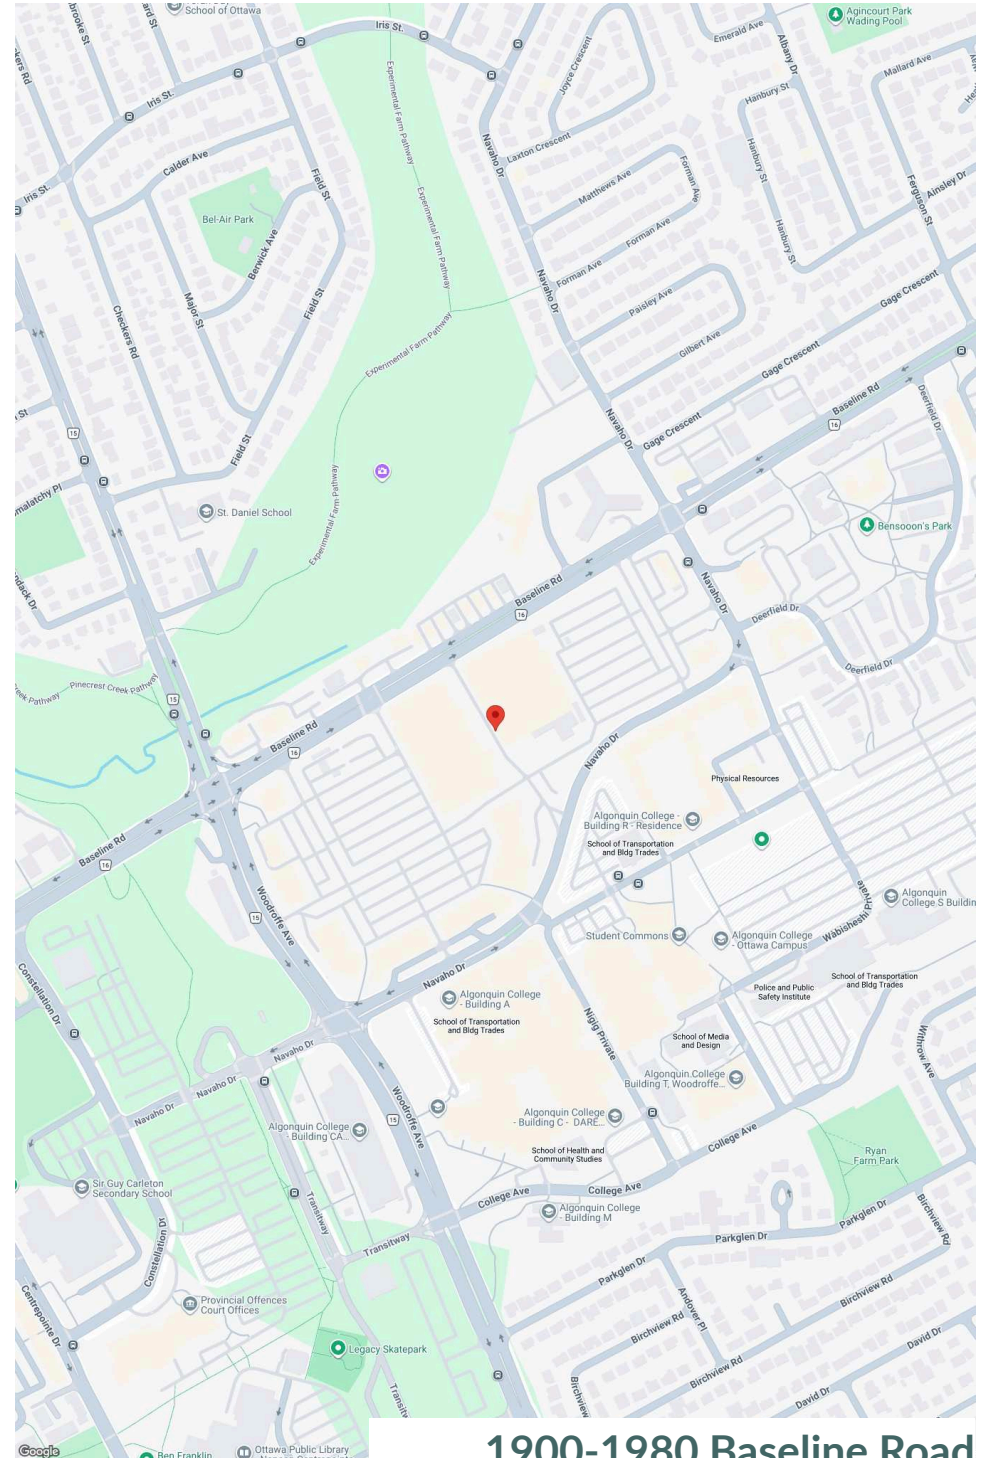 School of Ottawa
Agincourt Park
Wading Pool
Iris St.
Emerald Ave
Albany Dr
Mallard Ave
Joyce Crescent
Hanbury St
Iris St.
Experimental Farm Pathway
Navaho Dr
Laxton Crescent
Calder Ave
Field St
Matthews Ave
Forman Ave
Hanbury St
Ferguson St
Ainsley Dr
Iris St.
Bel-Air Park
Berwick Ave
Experimental Farm Pathway
Forman Ave
Hanbury St
Major St
Field St
Navaho Dr
Forman Ave
Paisley Ave
Gage Crescent
Checkers Rd
Experimental Farm Pathway
Gilbert Ave
Gage Crescent
Baseline Rd
Deerfield Dr
15
Field St
Navaho Dr
Gage Crescent
16
St. Daniel School
Experimental Farm Pathway
Bensooon's Park
Baseline Rd
16
Navaho Dr
Deerfield Dr
Deerfield Dr
Pinecrest Creek Pathway
15
Baseline Rd
16
Navaho Dr
Physical Resources
Algonquin College -
Building R - Residence
School of Transportation
and Bldg Trades
Baseline Rd
16
Woodroffe Ave
15
Wabisheshi Private
Algonquin
College S Buildin
Student Commons
Algonquin College
- Ottawa Campus
Constellation Dr
Navaho Dr
School of Transportation
and Bldg Trades
Police and Public
Safety Institute
Algonquin College
- Building A
School of Transportation
and Bldg Trades
Nigig Private
School of Media
and Design
Withrow Ave
Navaho Dr
Navaho Dr
Navaho Dr
Algonquin College
Building T, Woodroffe...
Woodroffe Ave
15
Algonquin College
- Building CA...
Algonquin College
- Building C - DARE...
College Ave
School of Health and
Community Studies
Ryan
Farm Park
Sir Guy Carleton
Secondary School
College Ave
College Ave
Transitway
Algonquin College
- Building M
Birchview Rd
Parkglen Dr
Constellation Dr
Transitway
Parkglen Dr
Parkglen Dr
Centrepointe Dr
Provincial Offences
Court Offices
Andover Pl
Birchview Rd
Birchview Rd
Legacy Skatepark
David Dr
Birchview Rd
Birchview
David Dr
Google
Ben Franklin
Ottawa Public Library
1900-1980 Baseline Road